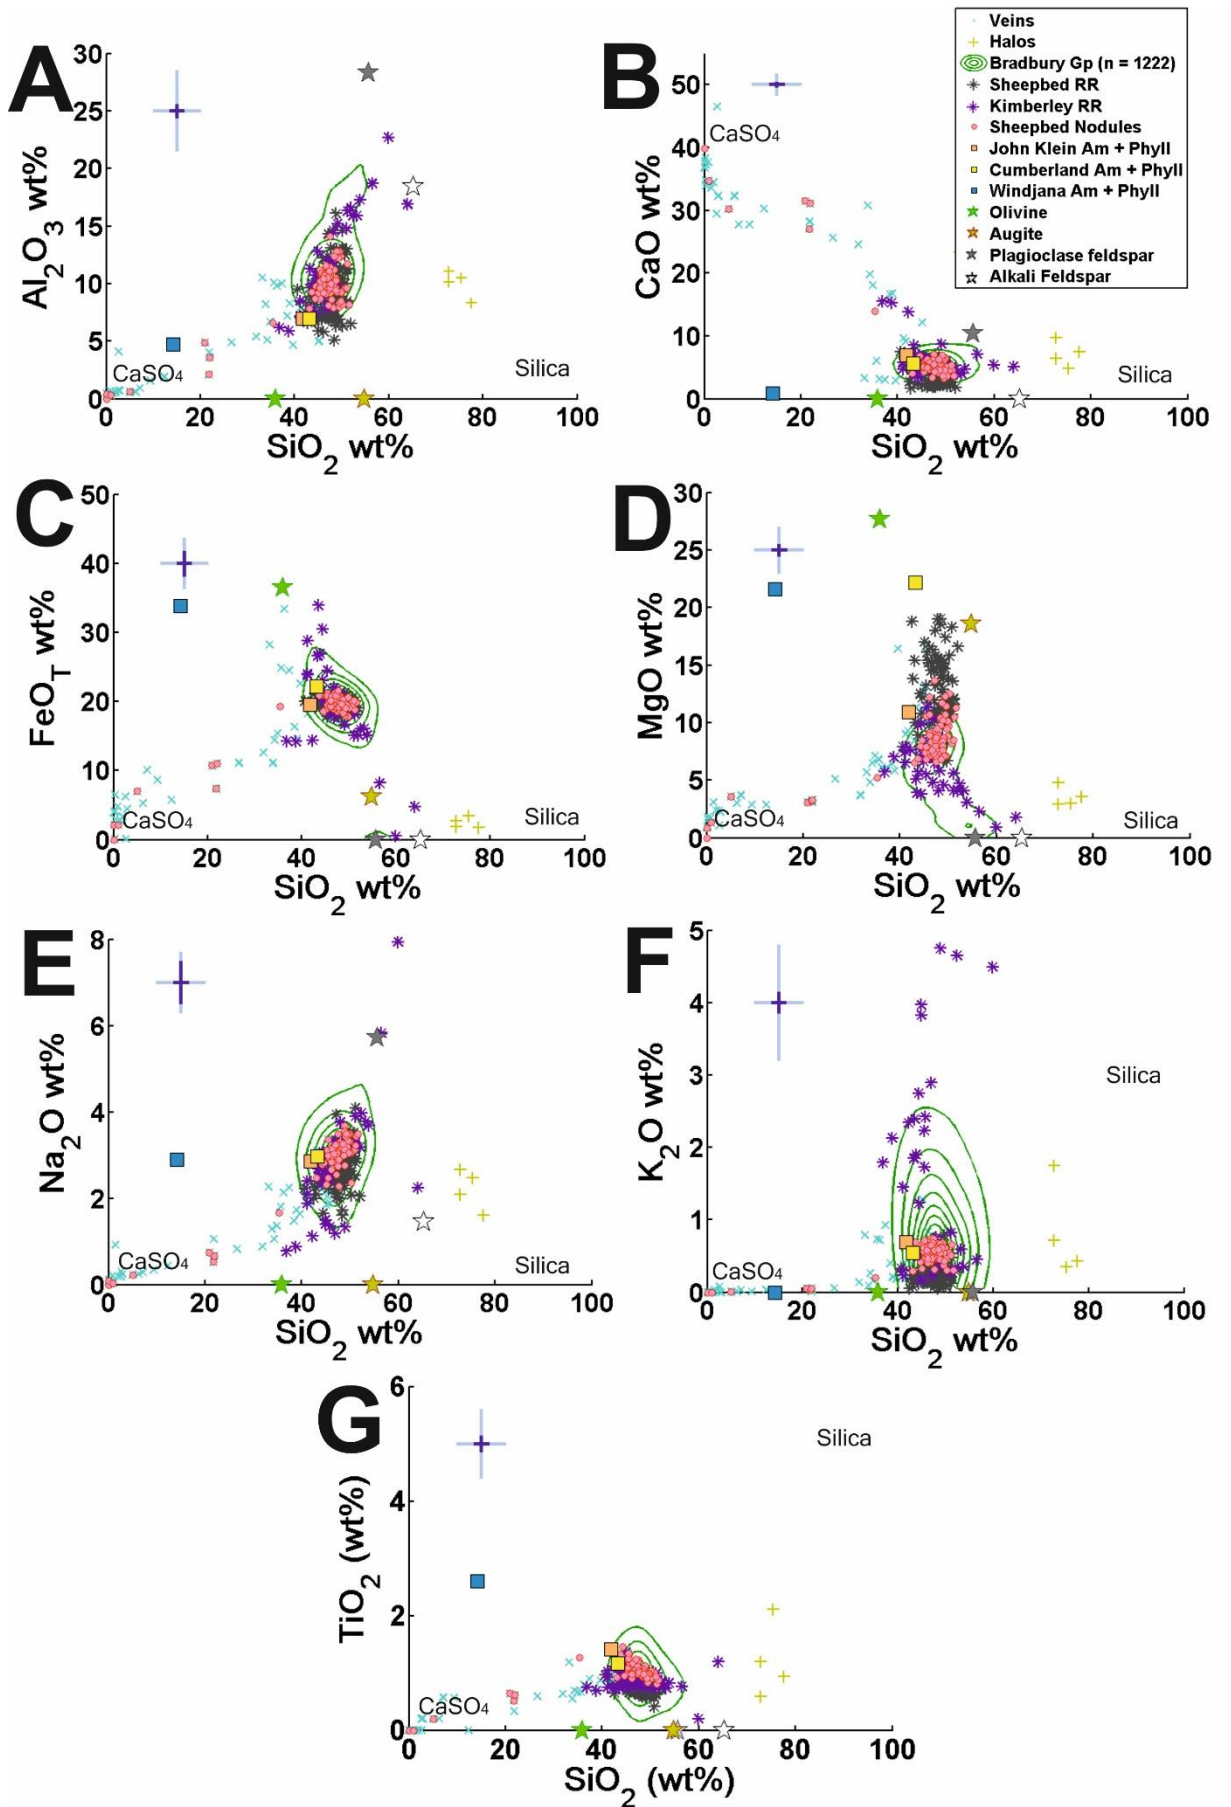 A
Al₂O₃ wt%
30
25
20
15
10
5
0
CaSO₄
Silica
0 20 40 60 80 100
SiO₂ wt%
B
CaO wt%
50
40
30
20
10
0
CaSO₄
Silica
0 20 40 60 80 100
SiO₂ wt%
Veins
Halos
Bradbury Gp (n = 1222)
Sheepbed RR
Kimberley RR
Sheepbed Nodules
John Klein Am + Phyll
Cumberland Am + Phyll
Windjana Am + Phyll
Olivine
Augite
Plagioclase feldspar
Alkali Feldspar
C
FeO_T wt%
50
40
30
20
10
0
CaSO₄
Silica
0 20 40 60 80 100
SiO₂ wt%
D
MgO wt%
30
25
20
15
10
5
0
CaSO₄
Silica
0 20 40 60 80 100
SiO₂ wt%
E
Na₂O wt%
8
6
4
2
0
CaSO₄
Silica
0 20 40 60 80 100
SiO₂ wt%
F
K₂O wt%
5
4
3
2
1
0
CaSO₄
Silica
0 20 40 60 80 100
SiO₂ wt%
G
TiO₂ (wt%)
6
4
2
0
CaSO₄
Silica
0 20 40 60 80 100
SiO₂ (wt%)